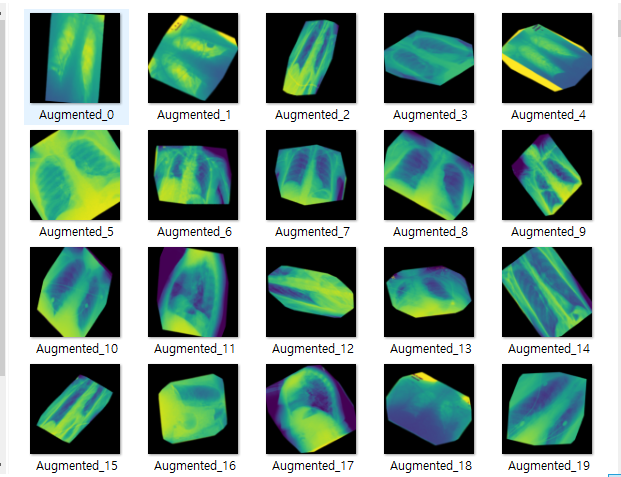 Augmented_0 Augmented_1 Augmented_2 Augmented_3 Augmented_4
Augmented_5 Augmented_6 Augmented_7 Augmented_8 Augmented_9
Augmented_10 Augmented_11 Augmented_12 Augmented_13 Augmented_14
Augmented_15 Augmented_16 Augmented_17 Augmented_18 Augmented_19